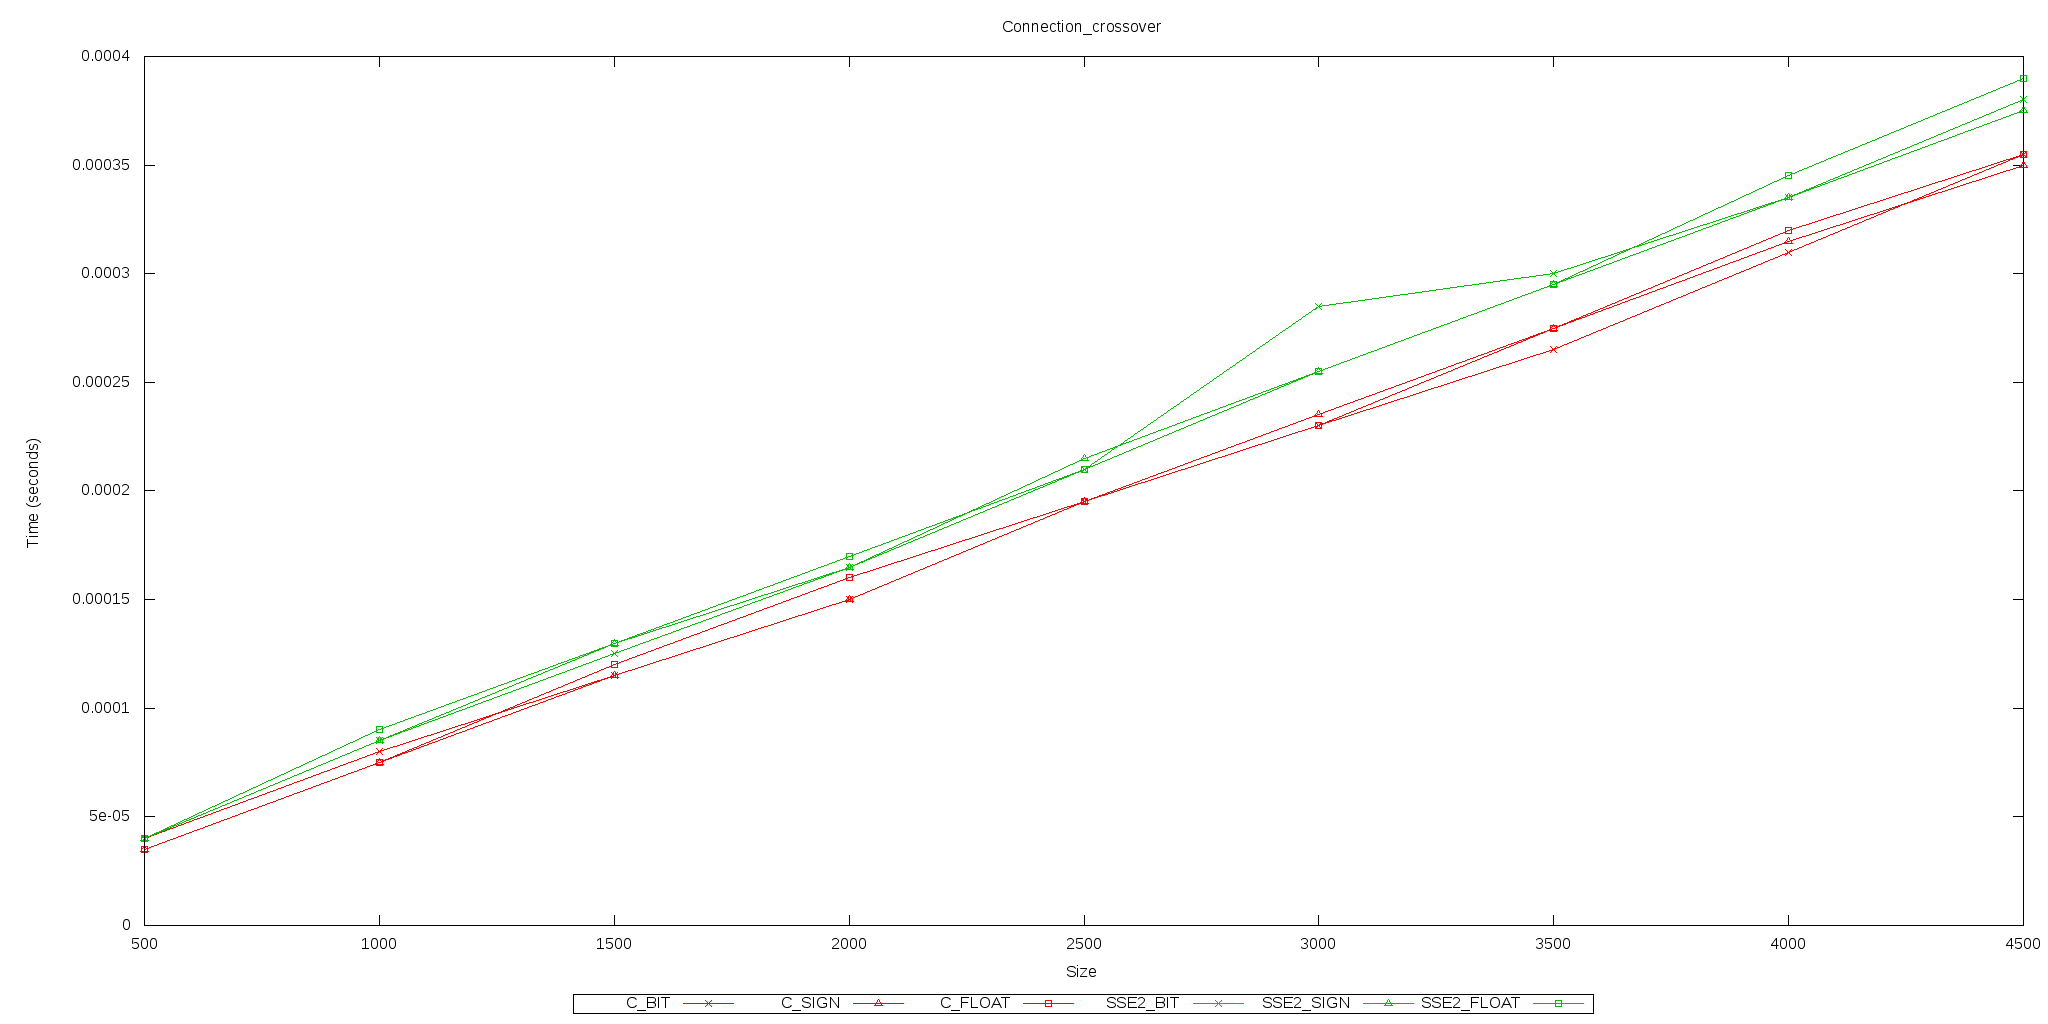 Connection_crossover
0.0004
0.00035
0.0003
0.00025
0.0002
0.00015
0.0001
5e-05
0
Time (seconds)
500 1000 1500 2000 2500 3000 3500 4000 4500
Size
C_BIT C_SIGN C_FLOAT SSE2_BIT SSE2_SIGN SSE2_FLOAT